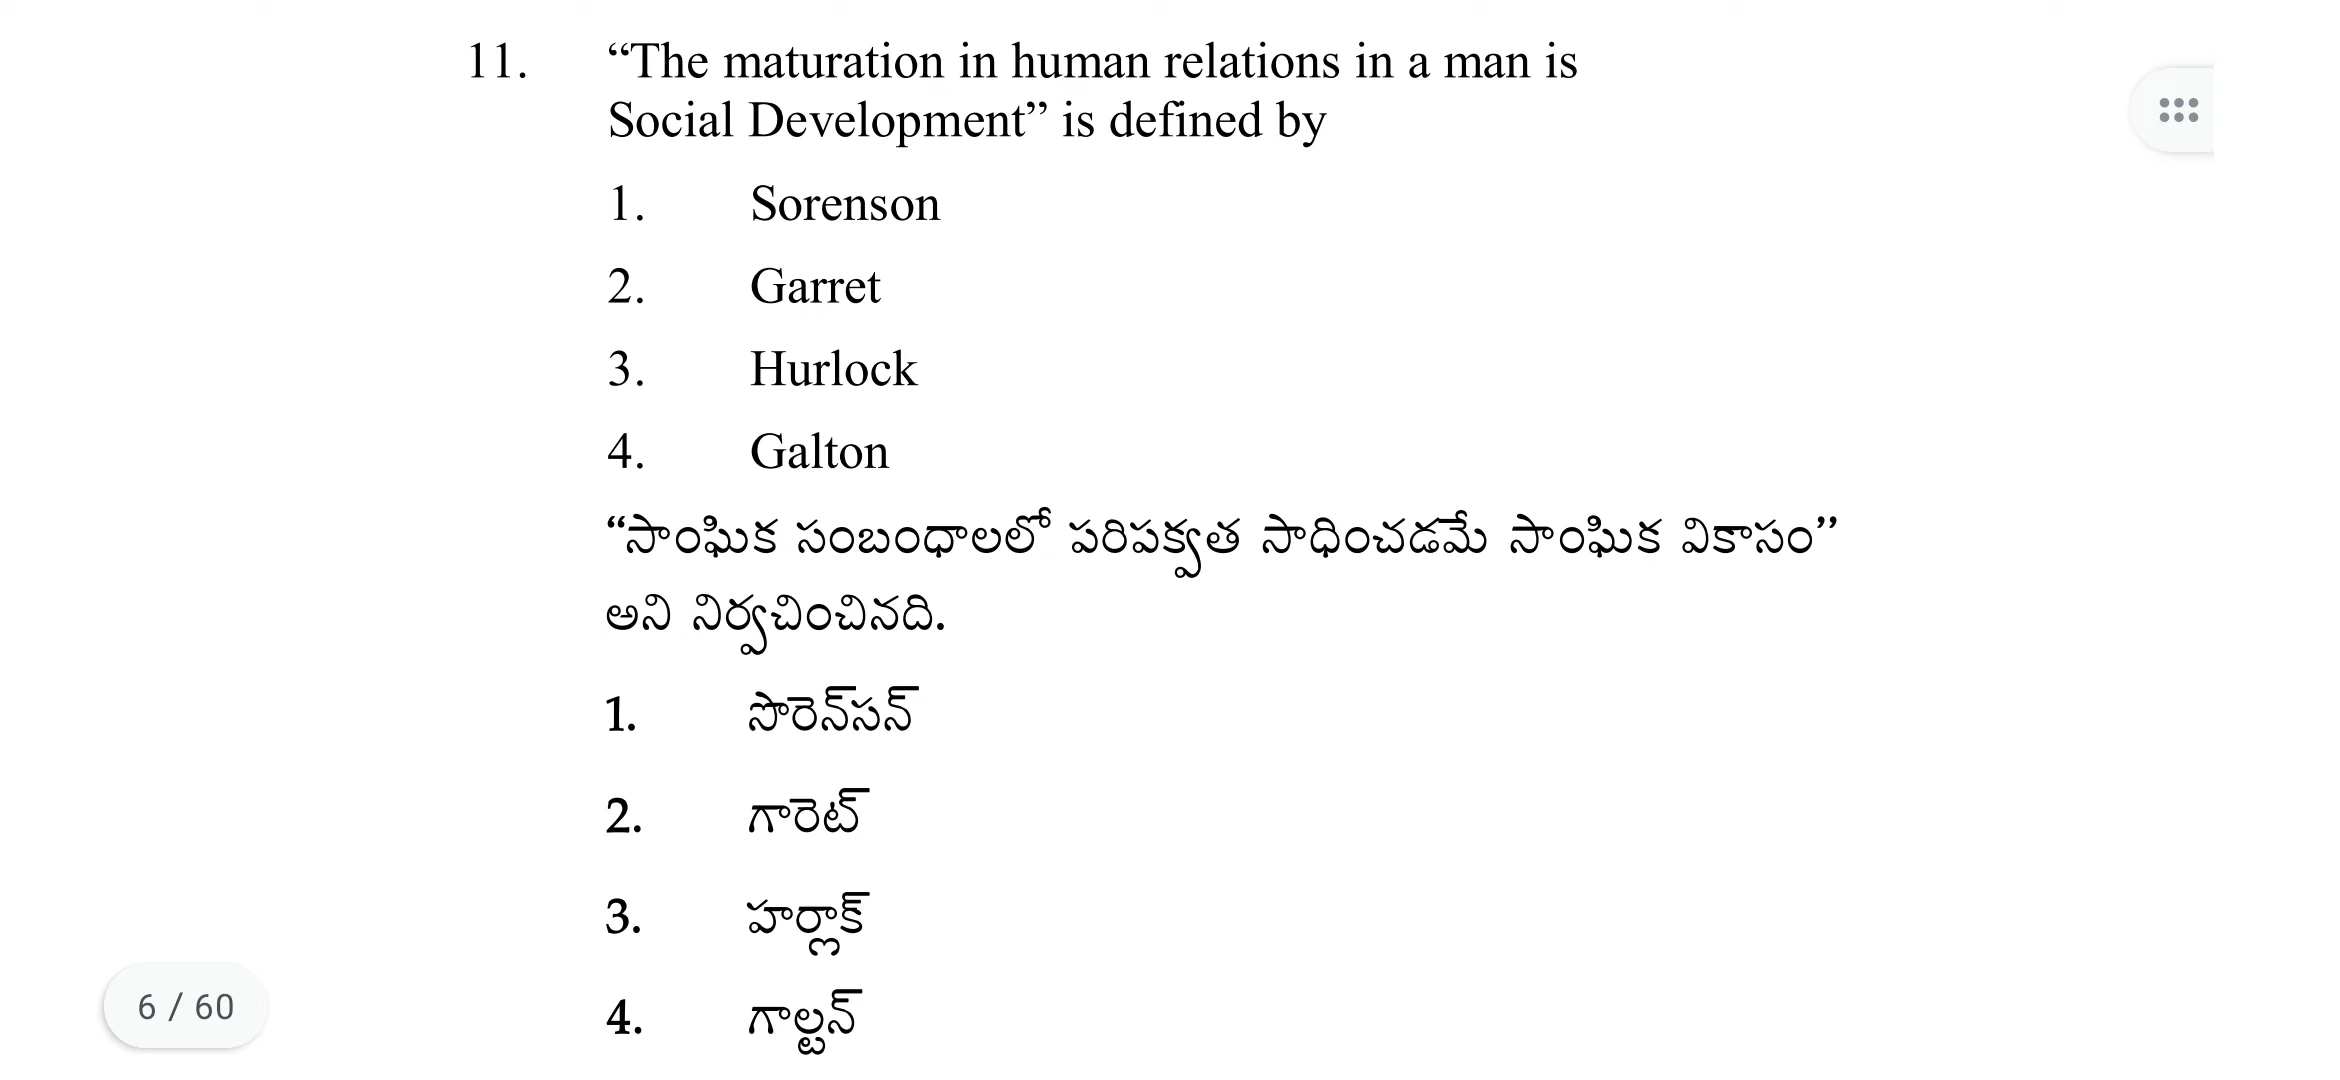 11. “The maturation in human relations in a man is
Social Development” is defined by
1. Sorenson
2. Garret
3. Hurlock
4. Galton
“సాంఘిక సంబంధాలలో పరిపక్వత సాధించడమే సాంఘిక వికాసం”
అని నిర్వచించినది.
1. సొరెన్‌సన్
2. గారెట్
3. హర్లాక్
4. గాల్టన్
6 / 60